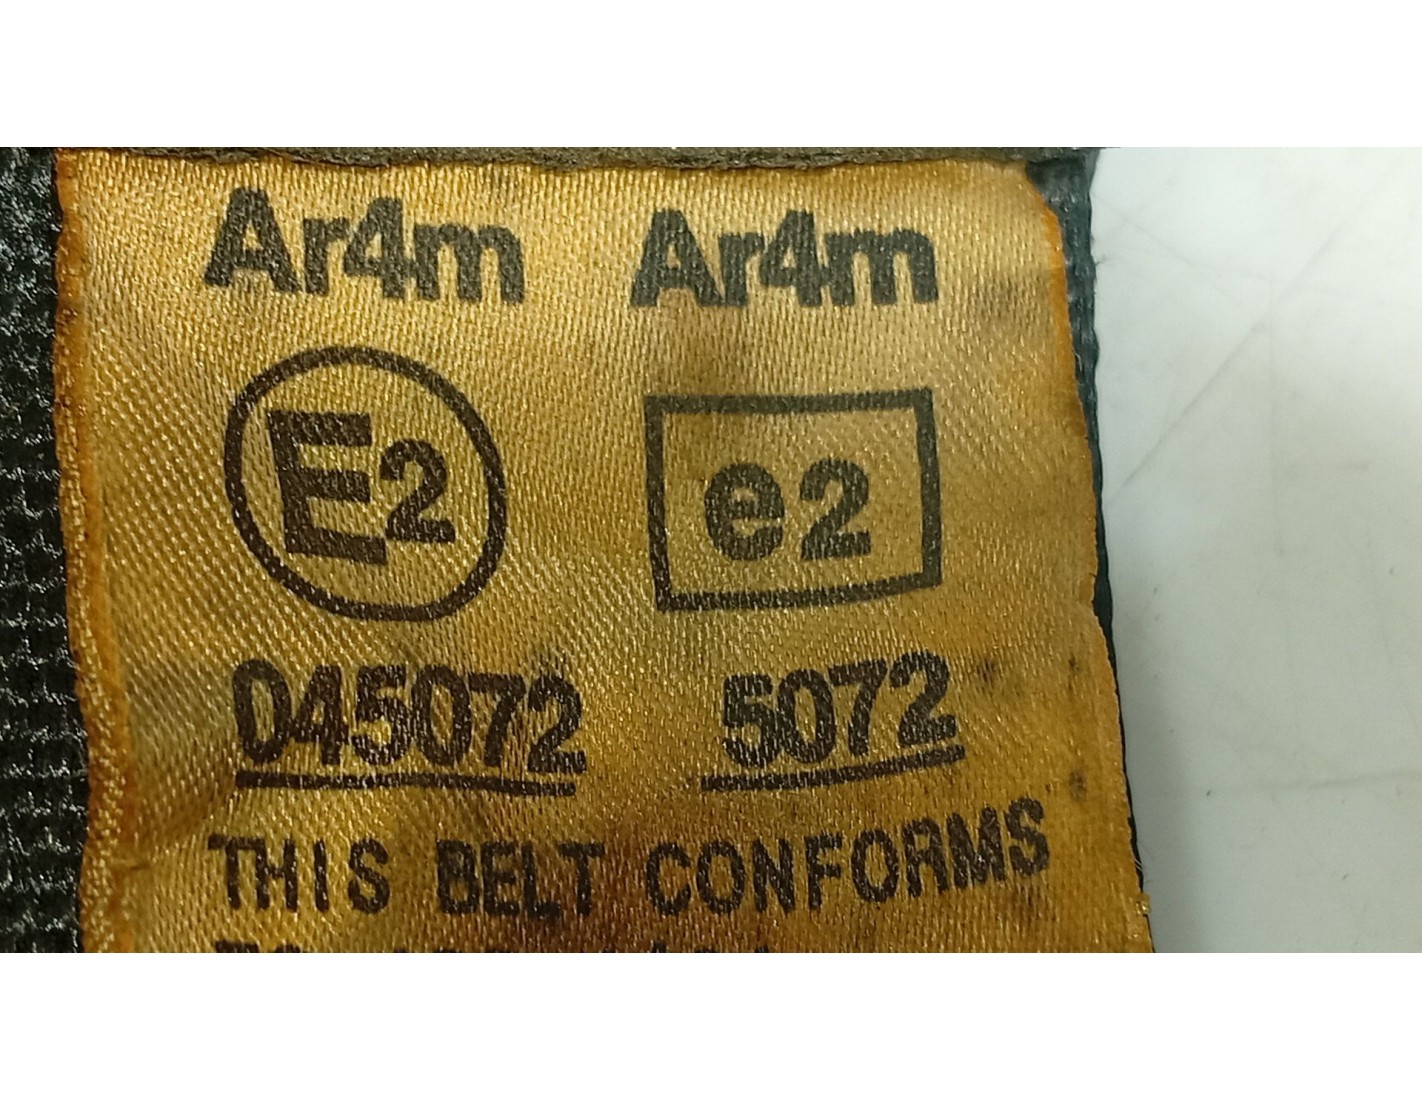 Ar4m Ar4m
E2 e2
045072 5072
THIS BELT CONFORMS